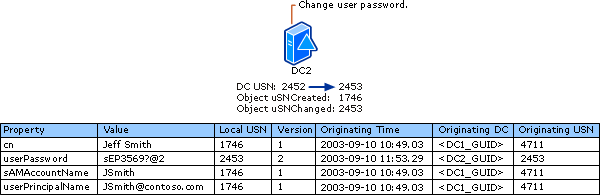 Change user password.
DC2
DC USN: 2452 2453
Object uSNCreated: 1746
Object uSNChanged: 2453
Property Value Local USN Version Originating Time Originating DC Originating USN
cn Jeff Smith 1746 1 2003-09-10 10:49.03 <DC1_GUID> 4711
userPassword sEP3569?@2 2453 2 2003-09-10 11:53.29 <DC2_GUID> 2453
sAMAccountName JSmith 1746 1 2003-09-10 10:49.03 <DC1_GUID> 4711
userPrincipalName JSmith@contoso.com 1746 1 2003-09-10 10:49.03 <DC1_GUID> 4711